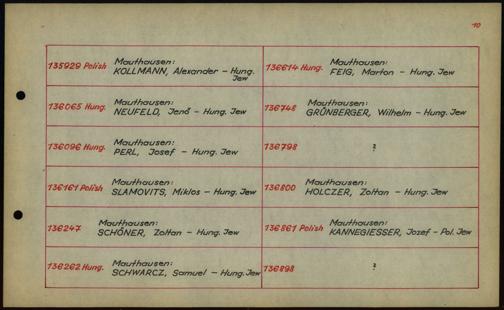 10
135929 Polish Mauthausen:
KOLLMANN, Alexander - Hung.
Jew
136614 Hung. Mauthausen:
FEIG, Marton - Hung. Jew
136065 Hung. Mauthausen:
NEUFELD, Jenő - Hung. Jew
136748 Mauthausen:
GRÜNBERGER, Wilhelm - Hung. Jew
136096 Hung. Mauthausen:
PERL, Josef - Hung. Jew
136798 ?
136161 Polish Mauthausen:
SLAMOVITS, Miklos - Hung. Jew
136800 Mauthausen:
HOLCZER, Zoltan - Hung. Jew
136247 Mauthausen:
SCHÖNER, Zoltan - Hung. Jew
136861 Polish Mauthausen:
KANNEGIESSER, Jozef - Pol. Jew
136262 Hung. Mauthausen:
SCHWARCZ, Samuel - Hung. Jew
136898 ?